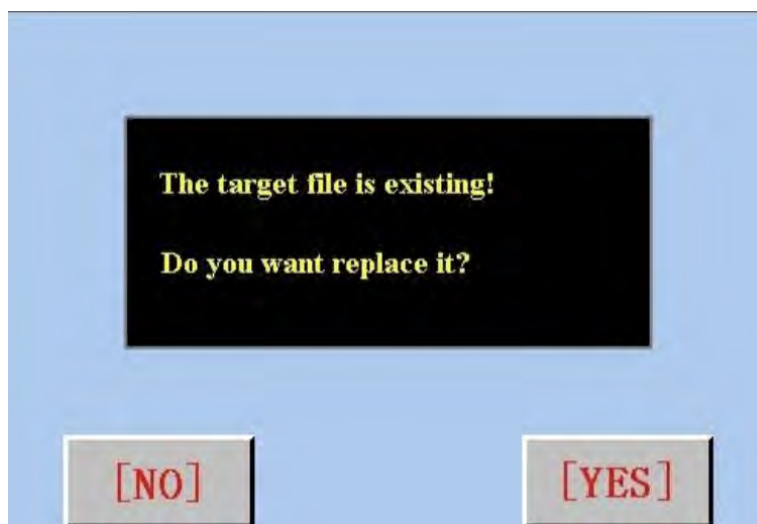 The target file is existing!
Do you want replace it?
[NO]
[YES]